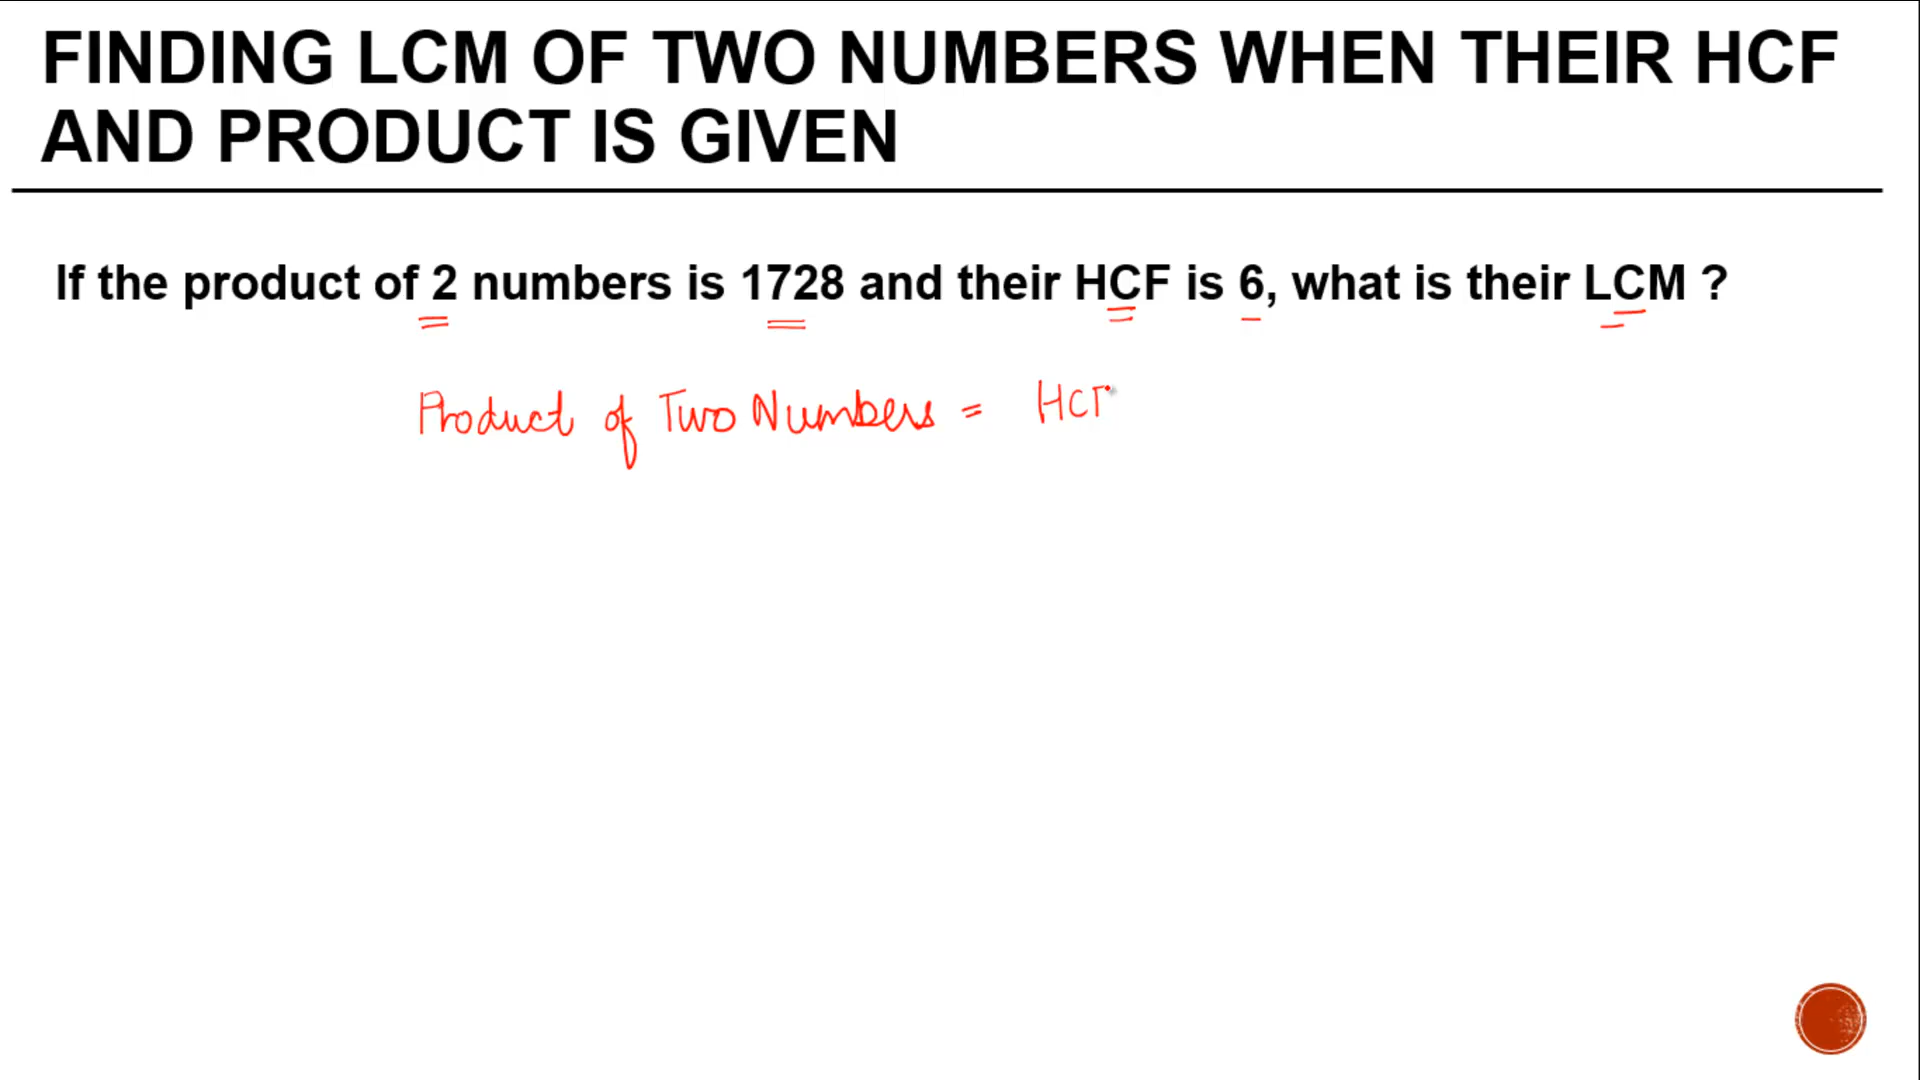 FINDING LCM OF TWO NUMBERS WHEN THEIR HCF
AND PRODUCT IS GIVEN
If the product of 2 numbers is 1728 and their HCF is 6, what is their LCM ?
Product of Two Numbers = HCF